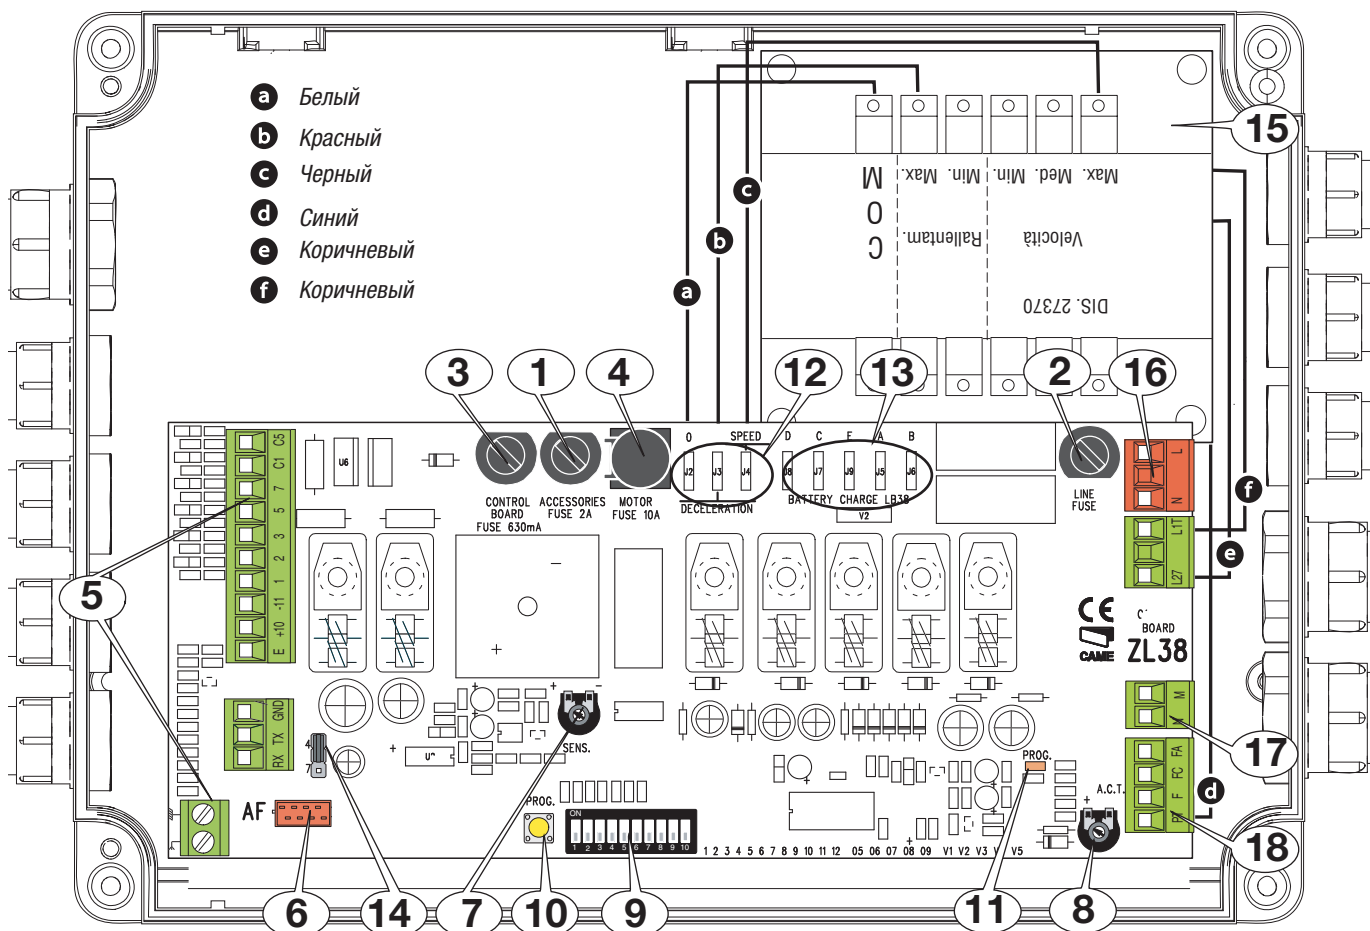 a Белый
b Красный
c Черный
d Синий
e Коричневый
f Коричневый
15
c
b
a
C O M
Max. Min. Min. Med. Max.
Rallentam. Velocità
DIS. 27370
3 1 4 12 13 2 16
O SPEED D C F A B
J2 J3 J4 J8 J7 J9 J5 J6
DECELERATION
BATTERY CHARGE LB38
V2
CONTROL BOARD FUSE 630mA
ACCESSORIES FUSE 2A
MOTOR FUSE 10A
LINE FUSE
U6
C5
C1
7
5
3
2
1
-11
+10
E
5
L
N
L1T
L27
f
e
CE
CAME
BOARD
ZL38
GND
TX
RX
4
7
+ -
SENS.
M
M
17
FA
FC
F
A.C.T.
d
18
AF
PROG.
ON
1 2 3 4 5 6 7 8 9 10
PROG.
1 2 3 4 5 6 7 8 9 10 11 12 05 06 07 08 09 V1 V2 V3 V5
6 14 7 10 9 11 8